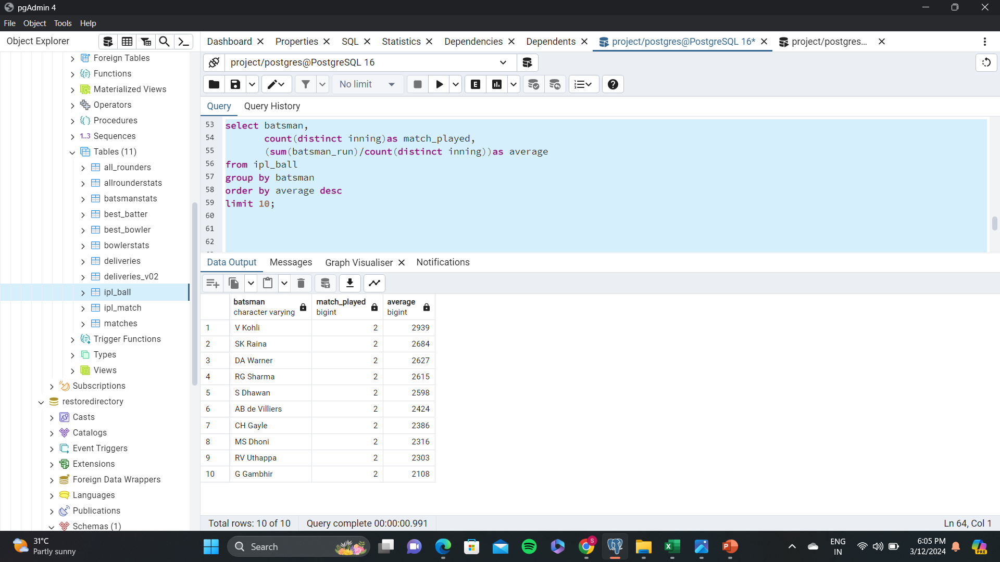 pgAdmin 4
File Object Tools Help
Object Explorer
Dashboard Properties SQL Statistics Dependencies Dependents project/postgres@PostgreSQL 16* project/postgres...
Foreign Tables
Functions
Materialized Views
Operators
Procedures
1..3 Sequences
Tables (11)
all_rounders
allrounderstats
batsmanstats
best_batter
best_bowler
bowlerstats
deliveries
deliveries_v02
ipl_ball
ipl_match
matches
Trigger Functions
Types
Views
Subscriptions
restoredirectory
Casts
Catalogs
Event Triggers
Extensions
Foreign Data Wrappers
Languages
Publications
Schemas (1)
project/postgres@PostgreSQL 16
No limit
E
Query Query History
53 select batsman,
54 count(distinct inning)as match_played,
55 (sum(batsman_run)/count(distinct inning))as average
56 from ipl_ball
57 group by batsman
58 order by average desc
59 limit 10;
60
61
62
Data Output Messages Graph Visualiser Notifications
batsman match_played average
character varying bigint bigint
1 V Kohli 2 2939
2 SK Raina 2 2684
3 DA Warner 2 2627
4 RG Sharma 2 2615
5 S Dhawan 2 2598
6 AB de Villiers 2 2424
7 CH Gayle 2 2386
8 MS Dhoni 2 2316
9 RV Uthappa 2 2303
10 G Gambhir 2 2108
Total rows: 10 of 10 Query complete 00:00:00.991 Ln 64, Col 1
31°C
Partly sunny
Search
S
P
PRE
ENG
IN
6:05 PM
3/12/2024